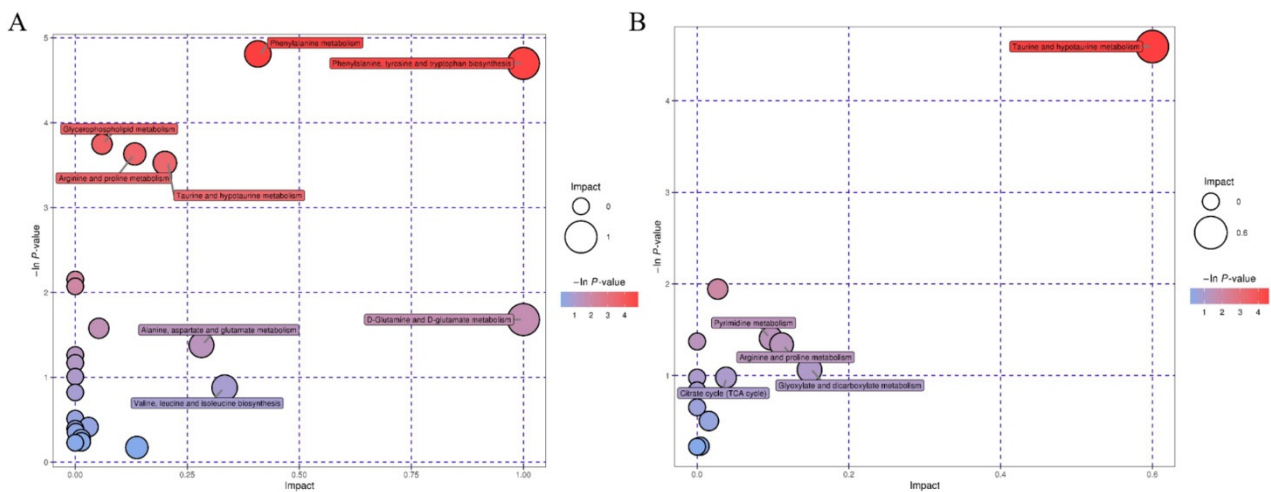 A
Phenylalanine metabolism
Phenylalanine, tyrosine and tryptophan biosynthesis
Glycerophospholipid metabolism
Arginine and proline metabolism
Taurine and hypotaurine metabolism
D-Glutamine and D-glutamate metabolism
Alanine, aspartate and glutamate metabolism
Valine, leucine and isoleucine biosynthesis
5
4
3
2
1
0
−ln P-value
0.00 0.25 0.50 0.75 1.00
Impact
Impact
0
1
−ln P-value
1 2 3 4
B
Taurine and hypotaurine metabolism
Pyrimidine metabolism
Arginine and proline metabolism
Glyoxylate and dicarboxylate metabolism
Citrate cycle (TCA cycle)
4
3
2
1
−ln P-value
0.0 0.2 0.4 0.6
Impact
Impact
0
0.6
−ln P-value
1 2 3 4